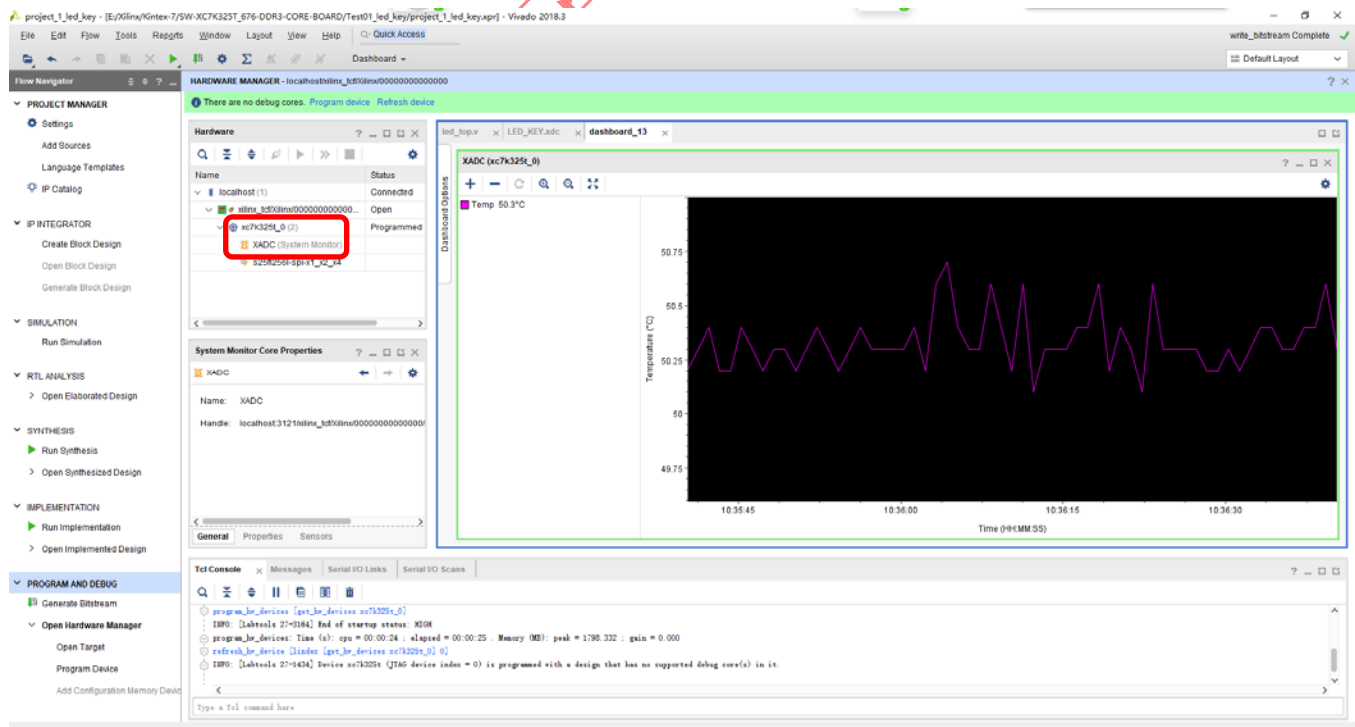 project_1_led_key - [E:/Xilinx/Kintex-7/SW-XC7K325T_676-DDR3-CORE-BOARD/Test01_led_key/project_1_led_key.xpr] - Vivado 2018.3
File Edit Flow Tools Reports Window Layout View Help Quick Access
write_bitstream Complete
Dashboard
Default Layout
Flow Navigator
HARDWARE MANAGER - localhost/xilinx_tcf/Xilinx/00000000000000
There are no debug cores. Program device Refresh device
PROJECT MANAGER
Settings
Add Sources
Language Templates
IP Catalog
IP INTEGRATOR
Create Block Design
Open Block Design
Generate Block Design
SIMULATION
Run Simulation
RTL ANALYSIS
Open Elaborated Design
SYNTHESIS
Run Synthesis
Open Synthesized Design
IMPLEMENTATION
Run Implementation
Open Implemented Design
PROGRAM AND DEBUG
Generate Bitstream
Open Hardware Manager
Open Target
Program Device
Add Configuration Memory Devic
Hardware
Name Status
localhost (1) Connected
xilinx_tcf/Xilinx/000000000000... Open
xc7k325t_0 (2) Programmed
XADC (System Monitor)
s25fl256l-spi-x1_x2_x4
System Monitor Core Properties
XADC
Name: XADC
Handle: localhost:3121/xilinx_tcf/Xilinx/00000000000000/
General Properties Sensors
led_top.v LED_KEY.xdc dashboard_13
Dashboard Options
XADC (xc7k325t_0)
Temp 50.3°C
Temperature (°C)
50.75
50.5
50.25
50
49.75
10:35:45 10:36:00 10:36:15 10:36:30
Time (HH:MM:SS)
Tcl Console Messages Serial I/O Links Serial I/O Scans
program_hw_devices [get_hw_devices xc7k325t_0]
INFO: [Labtools 27-3164] End of startup status: HIGH
program_hw_devices: Time (s): cpu = 00:00:24 ; elapsed = 00:00:25 . Memory (MB): peak = 1798.332 ; gain = 0.000
refresh_hw_device [lindex [get_hw_devices xc7k325t_0] 0]
INFO: [Labtools 27-1434] Device xc7k325t (JTAG device index = 0) is programmed with a design that has no supported debug core(s) in it.
Type a Tcl command here